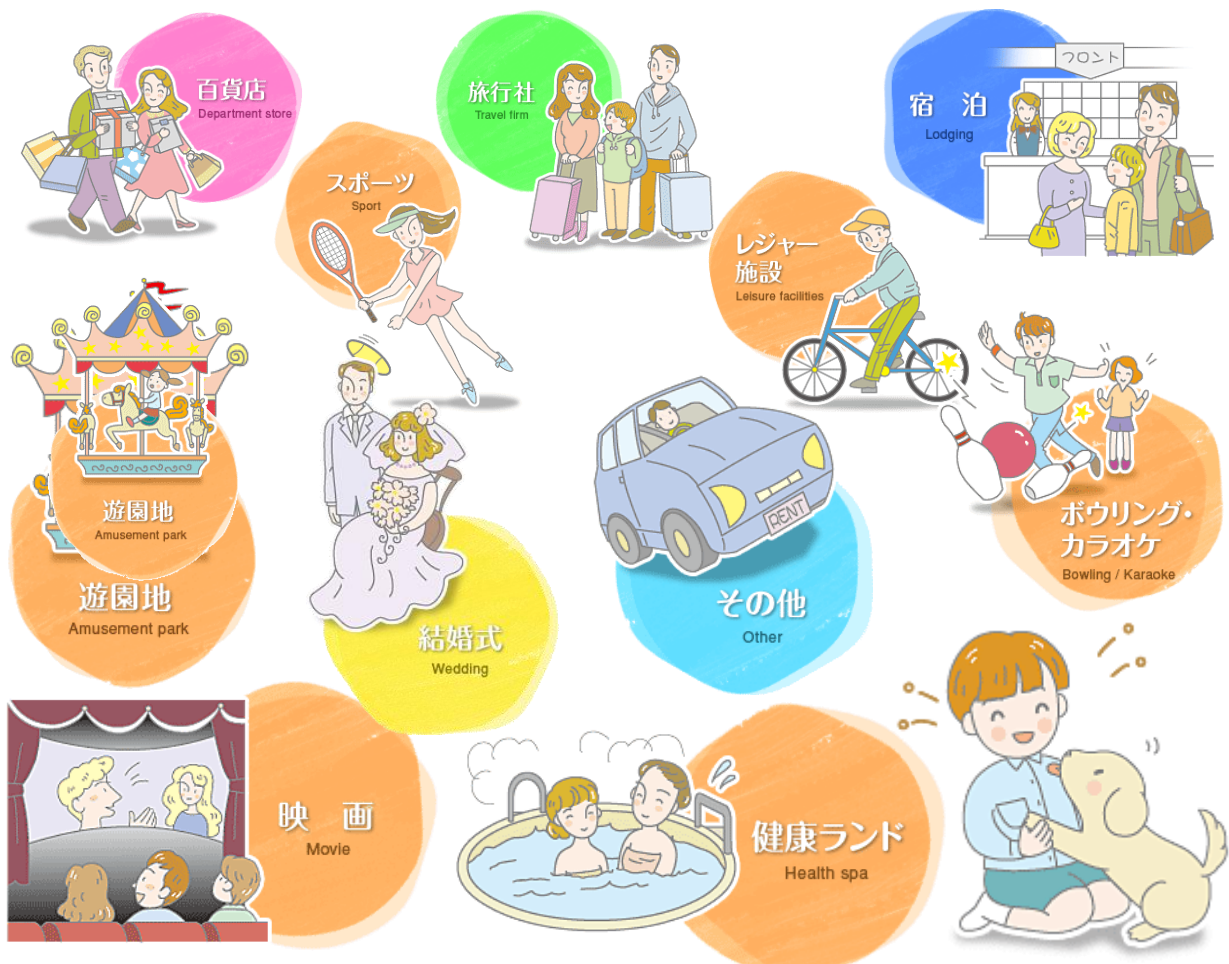 百貨店
Department store
旅行社
Travel firm
フロント
宿 泊
Lodging
スポーツ
Sport
レジャー
施設
Leisure facilities
遊園地
Amusement park
遊園地
Amusement park
RENT
ボウリング・
カラオケ
Bowling / Karaoke
その他
Other
結婚式
Wedding
映 画
Movie
健康ランド
Health spa